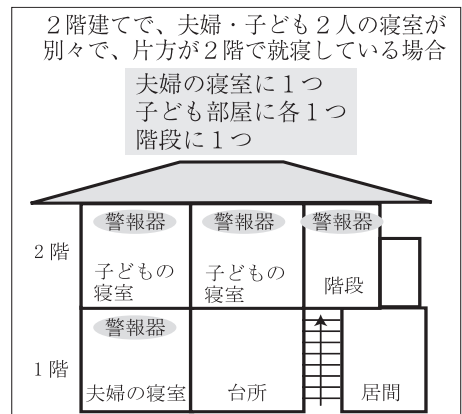 ２階建てで、夫婦・子ども２人の寝室が
別々で、片方が２階で就寝している場合
夫婦の寝室に１つ
子ども部屋に各１つ
階段に１つ
警報器
警報器
警報器
２階
子どもの
寝室
子どもの
寝室
階段
警報器
１階
夫婦の寝室
台所
居間